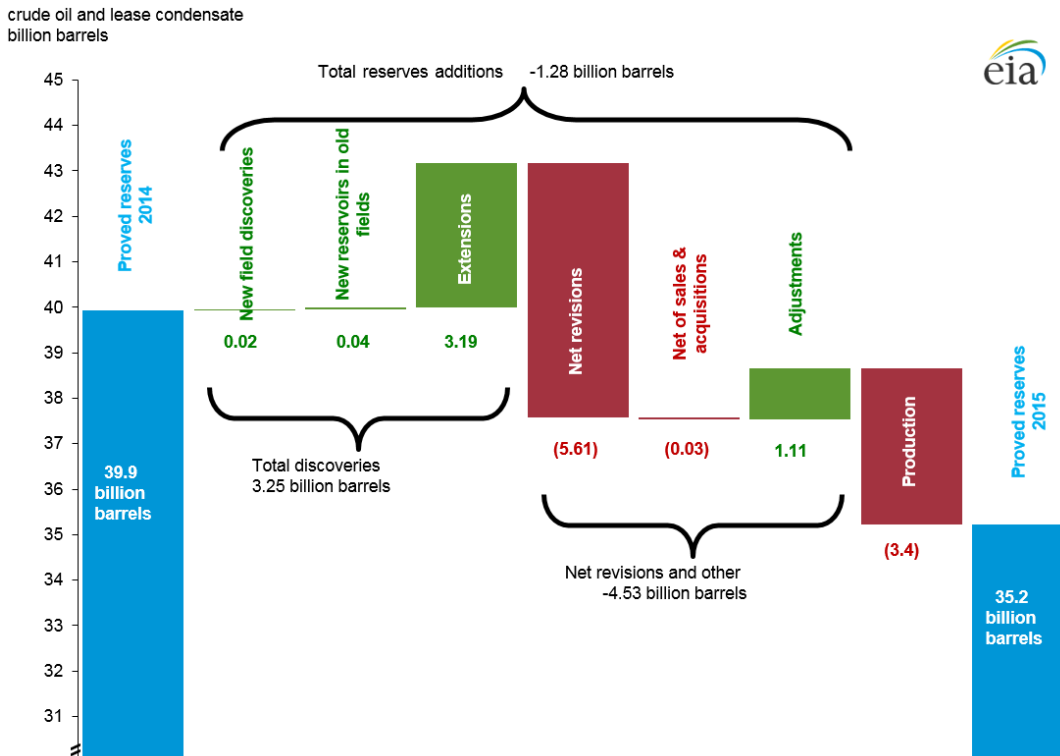 crude oil and lease condensate
billion barrels
eia
Total reserves additions -1.28 billion barrels
45
44
43
42
41
40
39
38
37
36
35
34
33
32
31
Proved reserves
2014
39.9
billion
barrels
New field discoveries
0.02
New reservoirs in old
fields
0.04
Extensions
3.19
Total discoveries
3.25 billion barrels
Net revisions
(5.61)
Net of sales &
acquisitions
(0.03)
Adjustments
1.11
Net revisions and other
-4.53 billion barrels
Production
(3.4)
Proved reserves
2015
35.2
billion
barrels